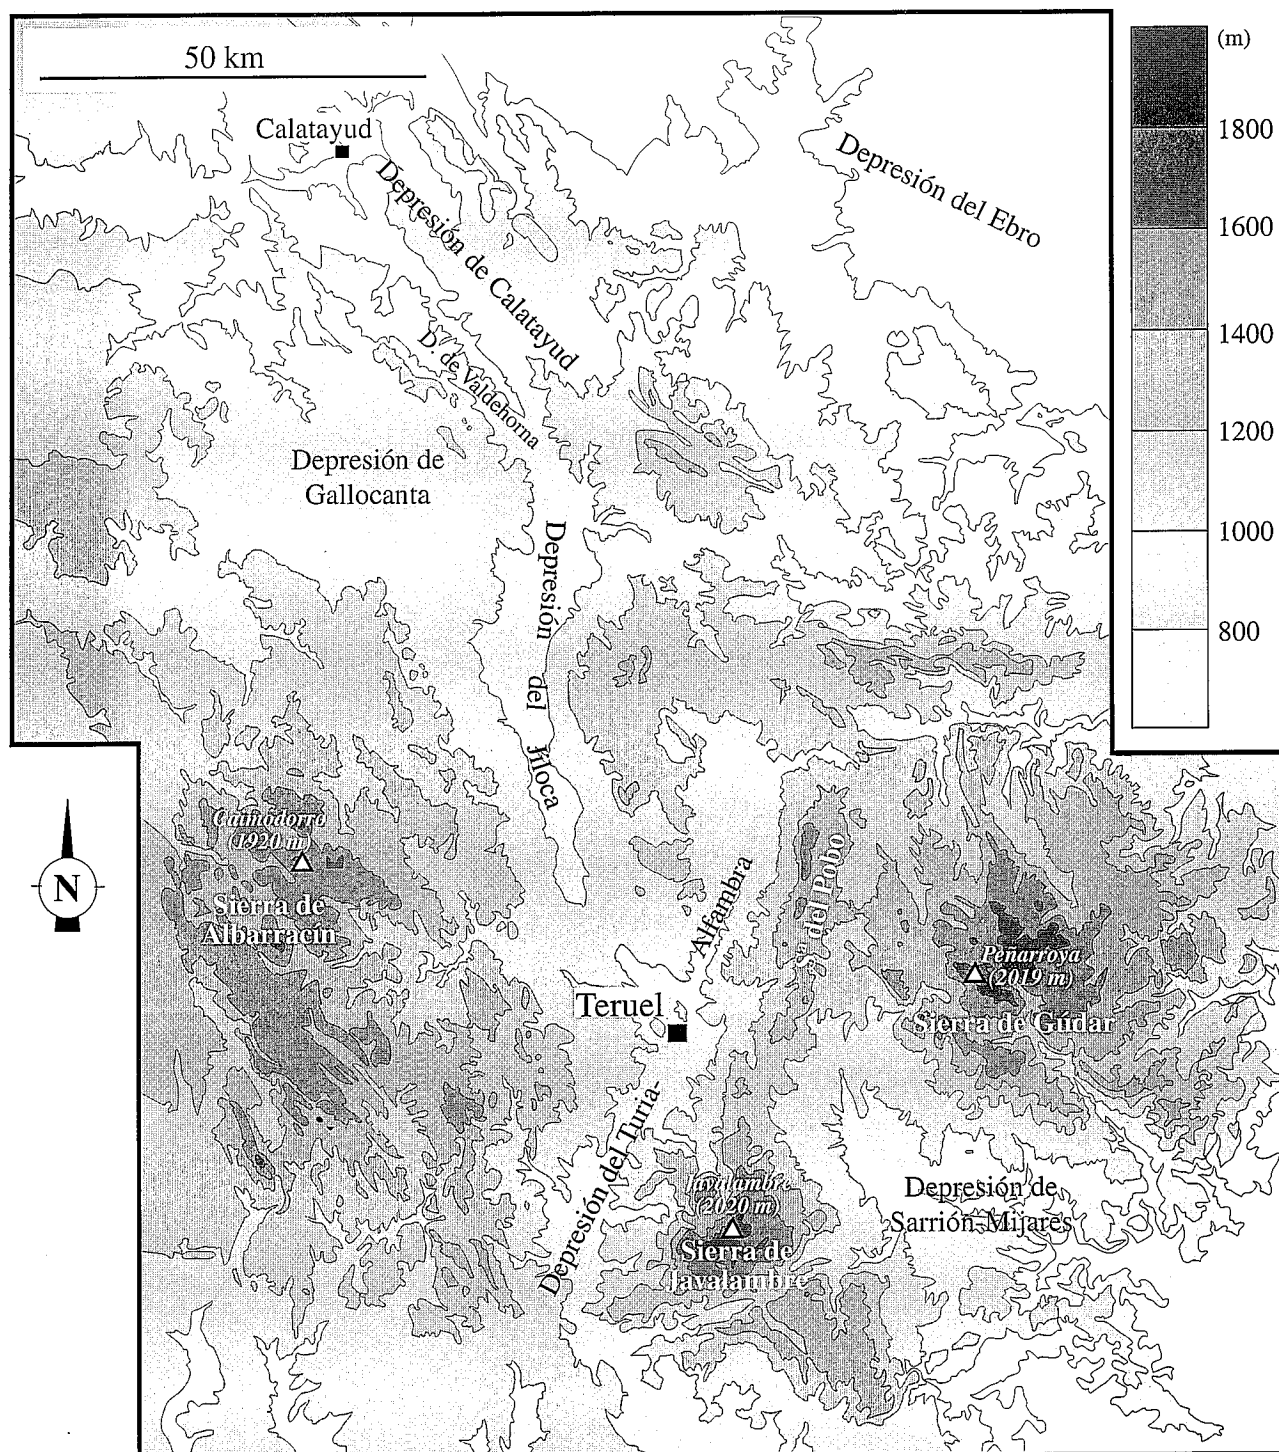 50 km
(m)
1800
1600
1400
1200
1000
800
Calatayud
Depresión del Ebro
Depresión de Calatayud
D. de Valdehorna
Depresión de
Gallocanta
Depresión del Jiloca
(1920 m)
Sierra de
Albarracín
N
Alfambra
Sª del Pobo
Peñarroya
(2019 m)
Sierra de Gúdar
Teruel
Depresión del Turia-
Javalambre
(2020 m)
Sierra de
Javalambre
Depresión de
Sarrión-Mijares